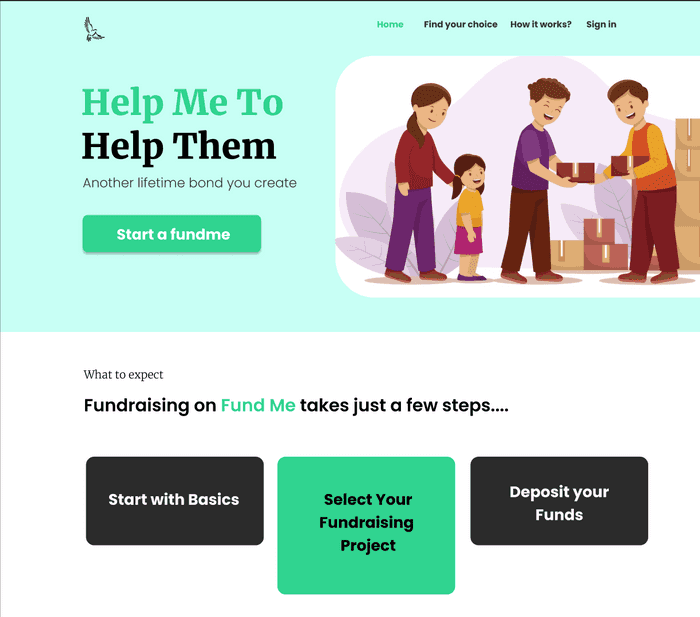 Home Find your choice How it works? Sign in
Help Me To
Help Them
Another lifetime bond you create
Start a fundme
What to expect
Fundraising on Fund Me takes just a few steps....
Start with Basics
Select Your
Fundraising
Project
Deposit your
Funds